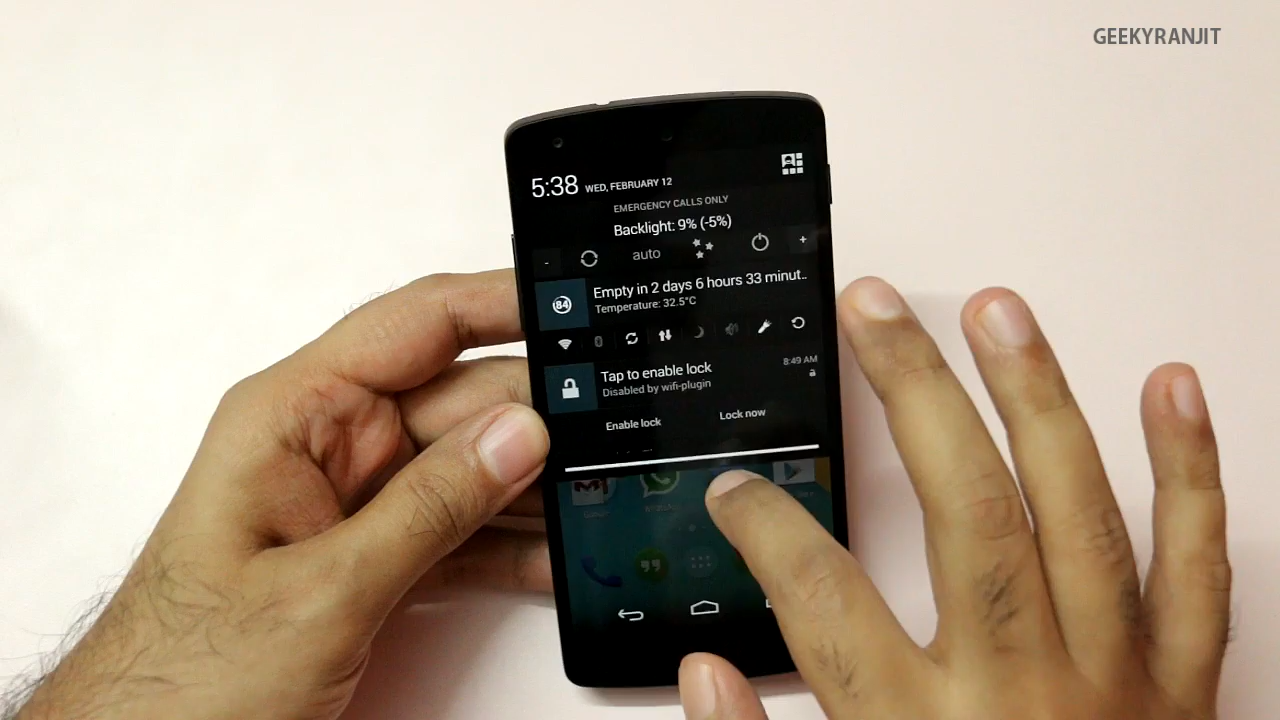 GEEKYRANJIT
5:38 WED, FEBRUARY 12
EMERGENCY CALLS ONLY
Backlight: 9% (-5%)
- auto +
84
Empty in 2 days 6 hours 33 minut..
Temperature: 32.5°C
Tap to enable lock
8:49 AM
Disabled by wifi-plugin
Enable lock
Lock now